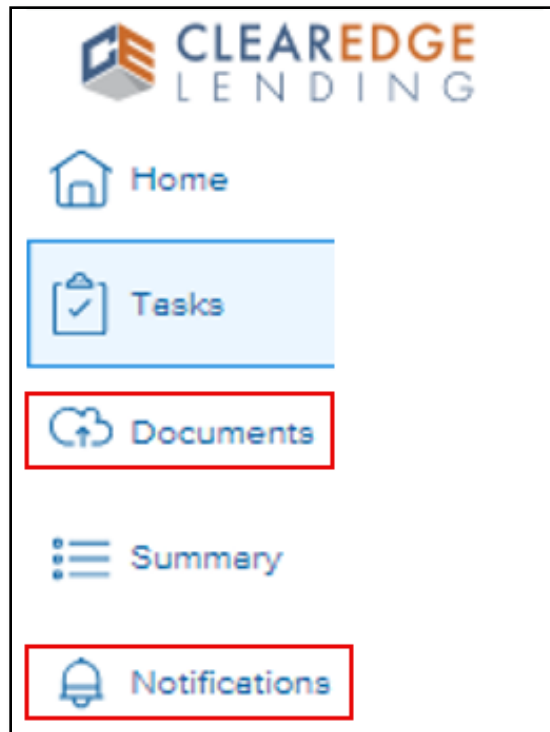 CLEAREDGE
LENDING
Home
Tasks
Documents
Summary
Notifications